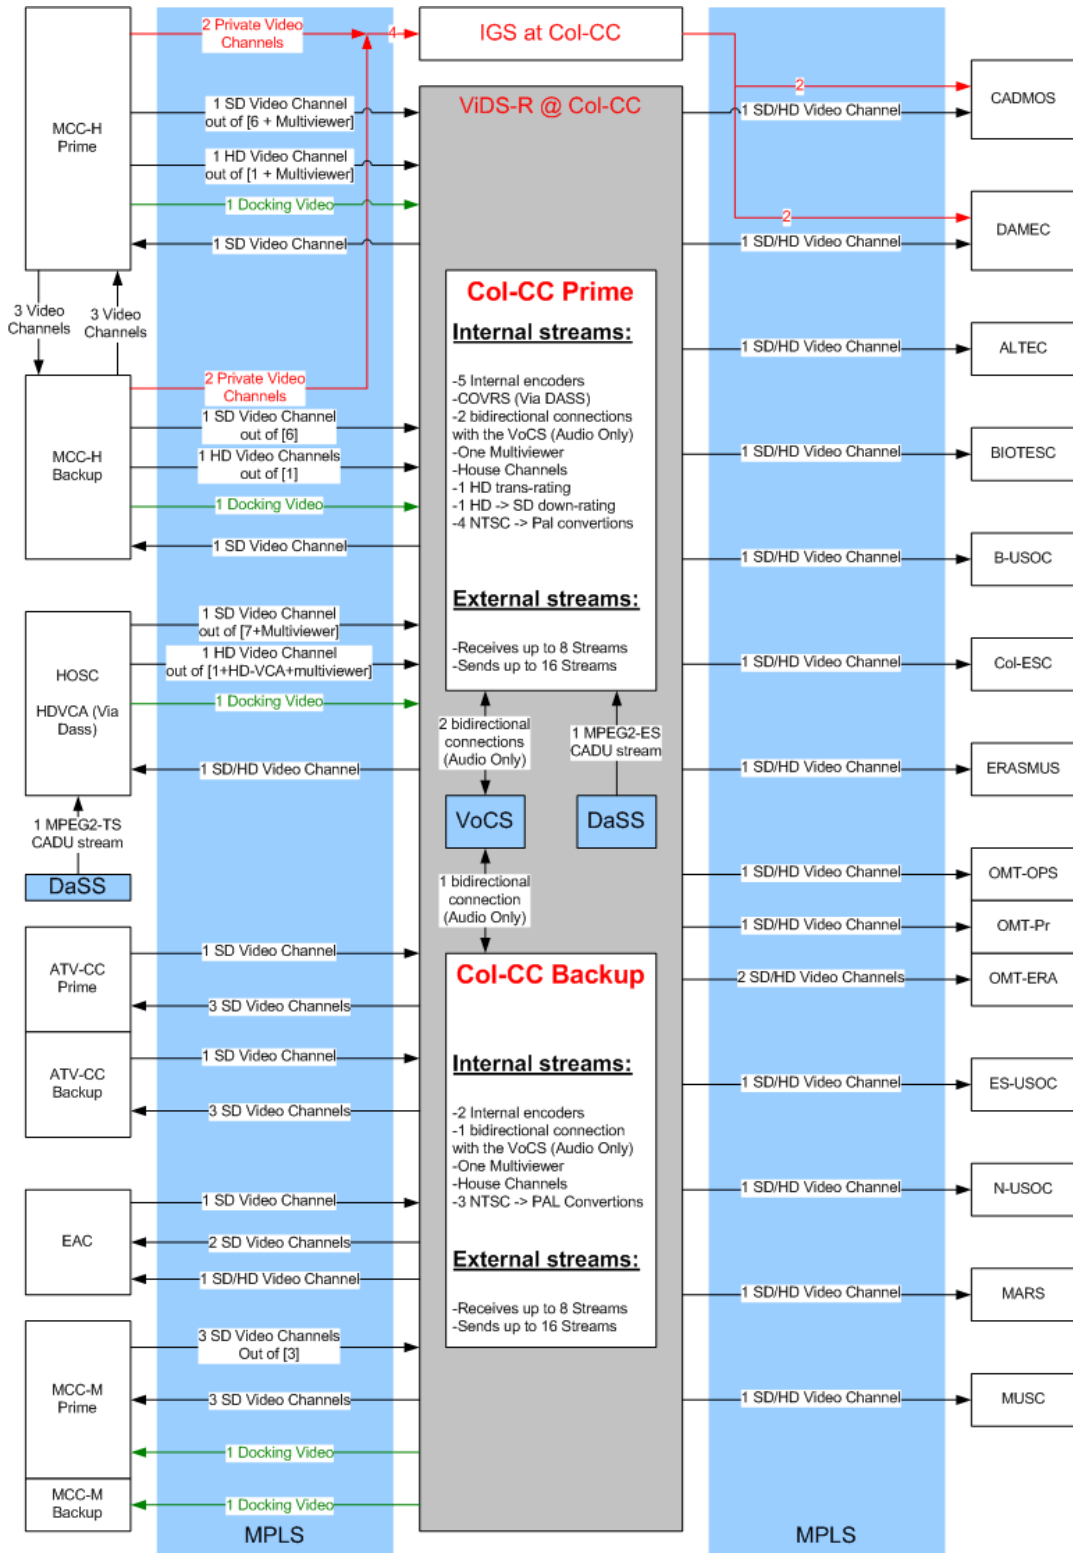 2 Private Video
Channels
4
IGS at Col-CC
MCC-H
Prime
1 SD Video Channel
out of [6 + Multiviewer]
1 HD Video Channel
out of [1 + Multiviewer]
1 Docking Video
1 SD Video Channel
3 Video
Channels
3 Video
Channels
MCC-H
Backup
2 Private Video
Channels
1 SD Video Channel
out of [6]
1 HD Video Channels
out of [1]
1 Docking Video
1 SD Video Channel
HOSC
HDVCA (Via
Dass)
1 SD Video Channel
out of [7+Multiviewer]
1 HD Video Channel
out of [1+HD-VCA+multiviewer]
1 Docking Video
1 SD/HD Video Channel
1 MPEG2-TS
CADU stream
DaSS
ATV-CC
Prime
1 SD Video Channel
3 SD Video Channels
ATV-CC
Backup
1 SD Video Channel
3 SD Video Channels
EAC
1 SD Video Channel
2 SD Video Channels
1 SD/HD Video Channel
MCC-M
Prime
3 SD Video Channels
Out of [3]
3 SD Video Channels
1 Docking Video
MCC-M
Backup
1 Docking Video
MPLS
ViDS-R @ Col-CC
Col-CC Prime
Internal streams:
-5 Internal encoders
-COVRS (Via DASS)
-2 bidirectional connections
with the VoCS (Audio Only)
-One Multiviewer
-House Channels
-1 HD trans-rating
-1 HD -> SD down-rating
-4 NTSC -> Pal convertions
External streams:
-Receives up to 8 Streams
-Sends up to 16 Streams
2 bidirectional
connections
(Audio Only)
1 MPEG2-ES
CADU stream
VoCS
DaSS
1 bidirectional
connection
(Audio Only)
Col-CC Backup
Internal streams:
-2 Internal encoders
-1 bidirectional connection
with the VoCS (Audio Only)
-One Multiviewer
-House Channels
-3 NTSC -> PAL Convertions
External streams:
-Receives up to 8 Streams
-Sends up to 16 Streams
2
1 SD/HD Video Channel
CADMOS
2
1 SD/HD Video Channel
DAMEC
1 SD/HD Video Channel
ALTEC
1 SD/HD Video Channel
BIOTESC
1 SD/HD Video Channel
B-USOC
1 SD/HD Video Channel
Col-ESC
1 SD/HD Video Channel
ERASMUS
1 SD/HD Video Channel
OMT-OPS
1 SD/HD Video Channel
OMT-Pr
2 SD/HD Video Channels
OMT-ERA
1 SD/HD Video Channel
ES-USOC
1 SD/HD Video Channel
N-USOC
1 SD/HD Video Channel
MARS
1 SD/HD Video Channel
MUSC
MPLS